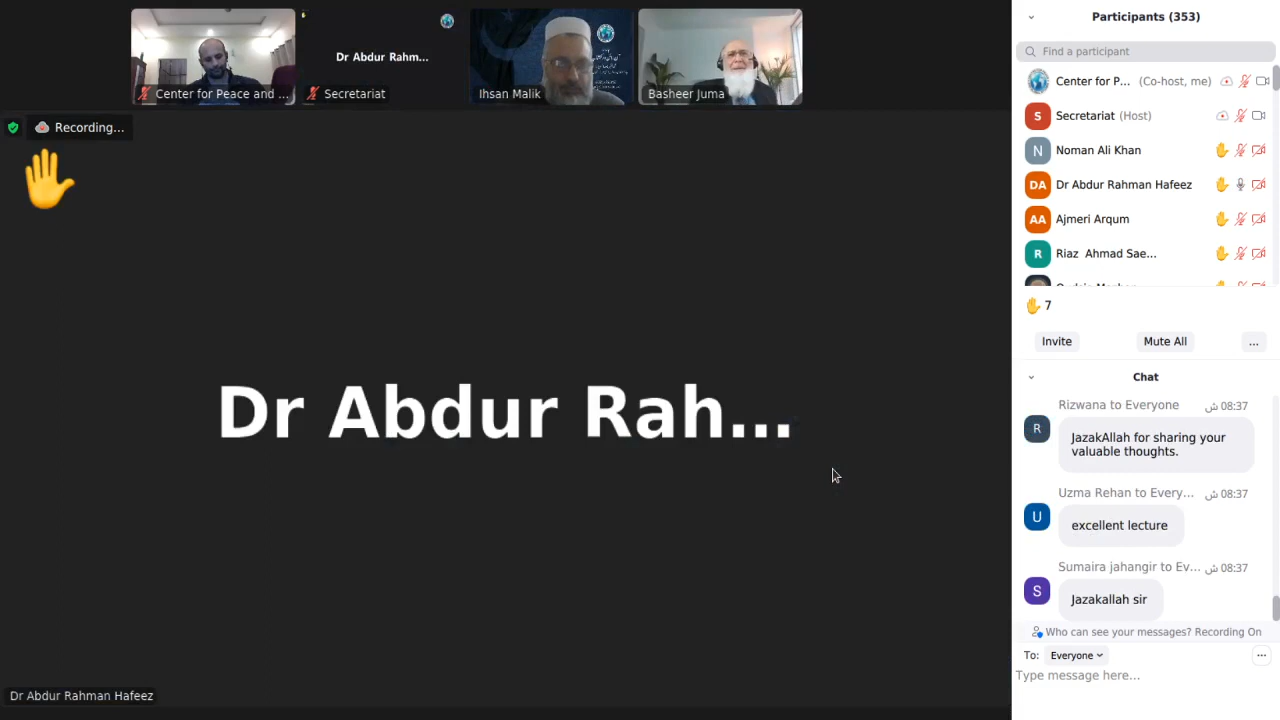 Dr Abdur Rahm...
Center for Peace and ...
Secretariat
Ihsan Malik
Basheer Juma
Recording...
Dr Abdur Rah...
Dr Abdur Rahman Hafeez
Participants (353)
Find a participant
Center for P... (Co-host, me)
S Secretariat (Host)
N Noman Ali Khan
DA Dr Abdur Rahman Hafeez
AA Ajmeri Arqum
R Riaz Ahmad Sae...
7
Invite Mute All ...
Chat
Rizwana to Everyone 08:37 ش
R
JazakAllah for sharing your
valuable thoughts.
Uzma Rehan to Every... 08:37 ش
U
excellent lecture
Sumaira jahangir to Ev... 08:37 ش
S
Jazakallah sir
Who can see your messages? Recording On
To: Everyone
Type message here...